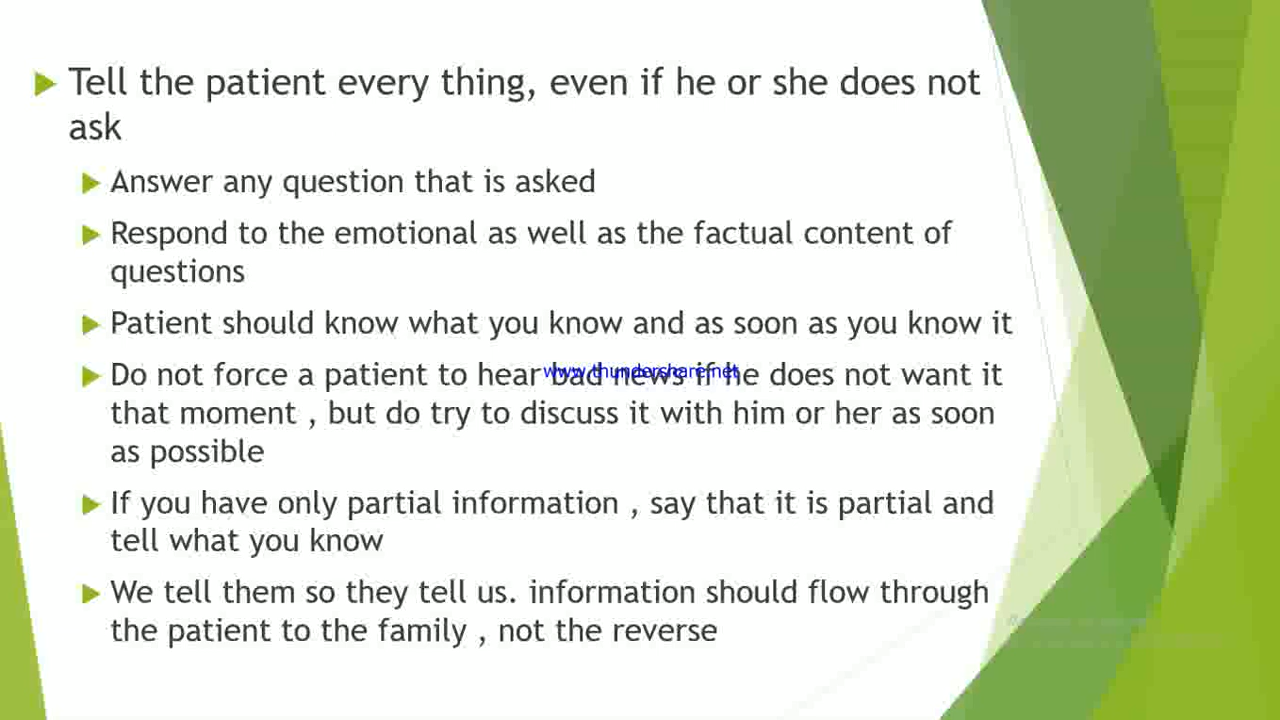 Tell the patient every thing, even if he or she does not
ask
Answer any question that is asked
Respond to the emotional as well as the factual content of
questions
Patient should know what you know and as soon as you know it
Do not force a patient to hear bad news if he does not want it
www.thundershare.net
that moment , but do try to discuss it with him or her as soon
as possible
If you have only partial information , say that it is partial and
tell what you know
We tell them so they tell us. information should flow through
the patient to the family , not the reverse